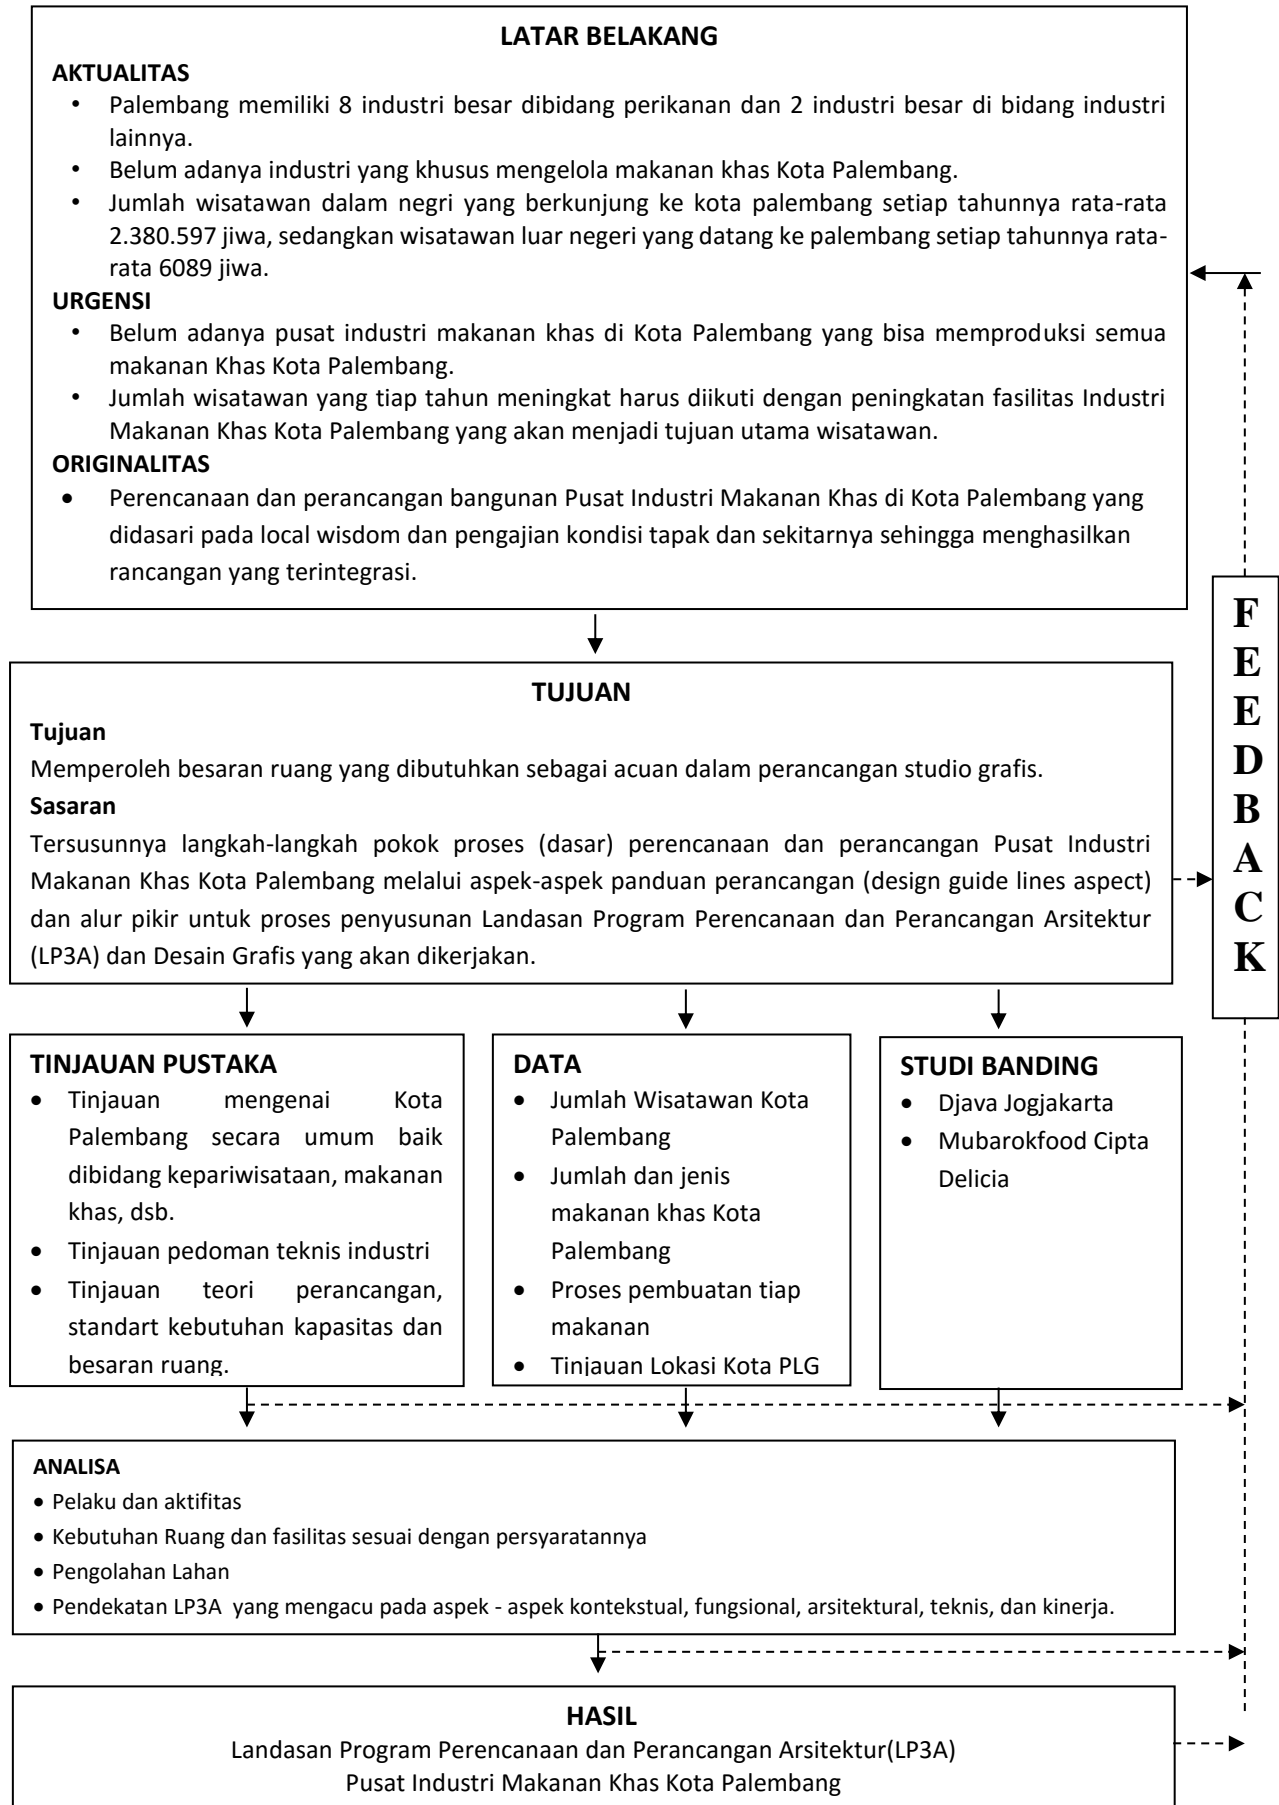 LATAR BELAKANG
AKTUALITAS
• Palembang memiliki 8 industri besar dibidang perikanan dan 2 industri besar di bidang industri
lainnya.
• Belum adanya industri yang khusus mengelola makanan khas Kota Palembang.
• Jumlah wisatawan dalam negri yang berkunjung ke kota palembang setiap tahunnya rata-rata
2.380.597 jiwa, sedangkan wisatawan luar negeri yang datang ke palembang setiap tahunnya rata-
rata 6089 jiwa.
URGENSI
• Belum adanya pusat industri makanan khas di Kota Palembang yang bisa memproduksi semua
makanan Khas Kota Palembang.
• Jumlah wisatawan yang tiap tahun meningkat harus diikuti dengan peningkatan fasilitas Industri
Makanan Khas Kota Palembang yang akan menjadi tujuan utama wisatawan.
ORIGINALITAS
• Perencanaan dan perancangan bangunan Pusat Industri Makanan Khas di Kota Palembang yang
didasari pada local wisdom dan pengajian kondisi tapak dan sekitarnya sehingga menghasilkan
rancangan yang terintegrasi.
F
E
E
D
B
A
C
K
TUJUAN
Tujuan
Memperoleh besaran ruang yang dibutuhkan sebagai acuan dalam perancangan studio grafis.
Sasaran
Tersusunnya langkah-langkah pokok proses (dasar) perencanaan dan perancangan Pusat Industri
Makanan Khas Kota Palembang melalui aspek-aspek panduan perancangan (design guide lines aspect)
dan alur pikir untuk proses penyusunan Landasan Program Perencanaan dan Perancangan Arsitektur
(LP3A) dan Desain Grafis yang akan dikerjakan.
TINJAUAN PUSTAKA
• Tinjauan mengenai Kota
Palembang secara umum baik
dibidang kepariwisataan, makanan
khas, dsb.
• Tinjauan pedoman teknis industri
• Tinjauan teori perancangan,
standart kebutuhan kapasitas dan
besaran ruang.
DATA
• Jumlah Wisatawan Kota
Palembang
• Jumlah dan jenis
makanan khas Kota
Palembang
• Proses pembuatan tiap
makanan
• Tinjauan Lokasi Kota PLG
STUDI BANDING
• Djava Jogjakarta
• Mubarokfood Cipta
Delicia
ANALISA
• Pelaku dan aktifitas
• Kebutuhan Ruang dan fasilitas sesuai dengan persyaratannya
• Pengolahan Lahan
• Pendekatan LP3A yang mengacu pada aspek - aspek kontekstual, fungsional, arsitektural, teknis, dan kinerja.
HASIL
Landasan Program Perencanaan dan Perancangan Arsitektur(LP3A)
Pusat Industri Makanan Khas Kota Palembang